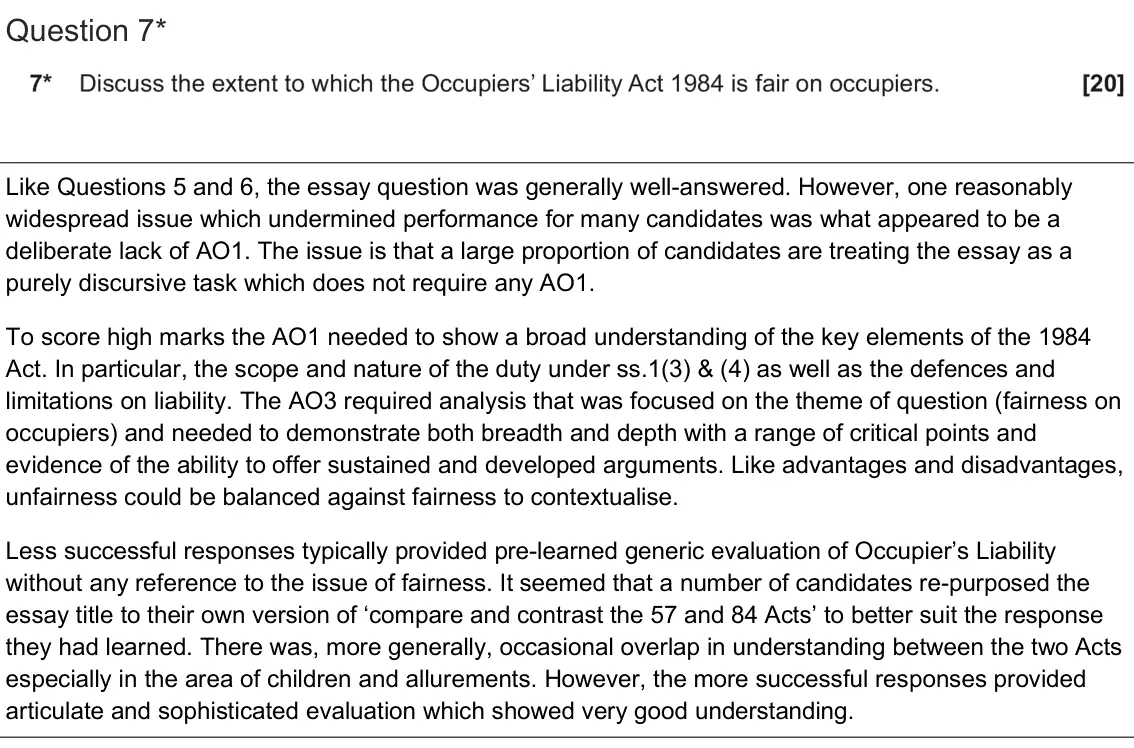 Question 7*
7* Discuss the extent to which the Occupiers' Liability Act 1984 is fair on occupiers. [20]
Like Questions 5 and 6, the essay question was generally well-answered. However, one reasonably
widespread issue which undermined performance for many candidates was what appeared to be a
deliberate lack of AO1. The issue is that a large proportion of candidates are treating the essay as a
purely discursive task which does not require any AO1.
To score high marks the AO1 needed to show a broad understanding of the key elements of the 1984
Act. In particular, the scope and nature of the duty under ss.1(3) & (4) as well as the defences and
limitations on liability. The AO3 required analysis that was focused on the theme of question (fairness on
occupiers) and needed to demonstrate both breadth and depth with a range of critical points and
evidence of the ability to offer sustained and developed arguments. Like advantages and disadvantages,
unfairness could be balanced against fairness to contextualise.
Less successful responses typically provided pre-learned generic evaluation of Occupier's Liability
without any reference to the issue of fairness. It seemed that a number of candidates re-purposed the
essay title to their own version of 'compare and contrast the 57 and 84 Acts' to better suit the response
they had learned. There was, more generally, occasional overlap in understanding between the two Acts
especially in the area of children and allurements. However, the more successful responses provided
articulate and sophisticated evaluation which showed very good understanding.